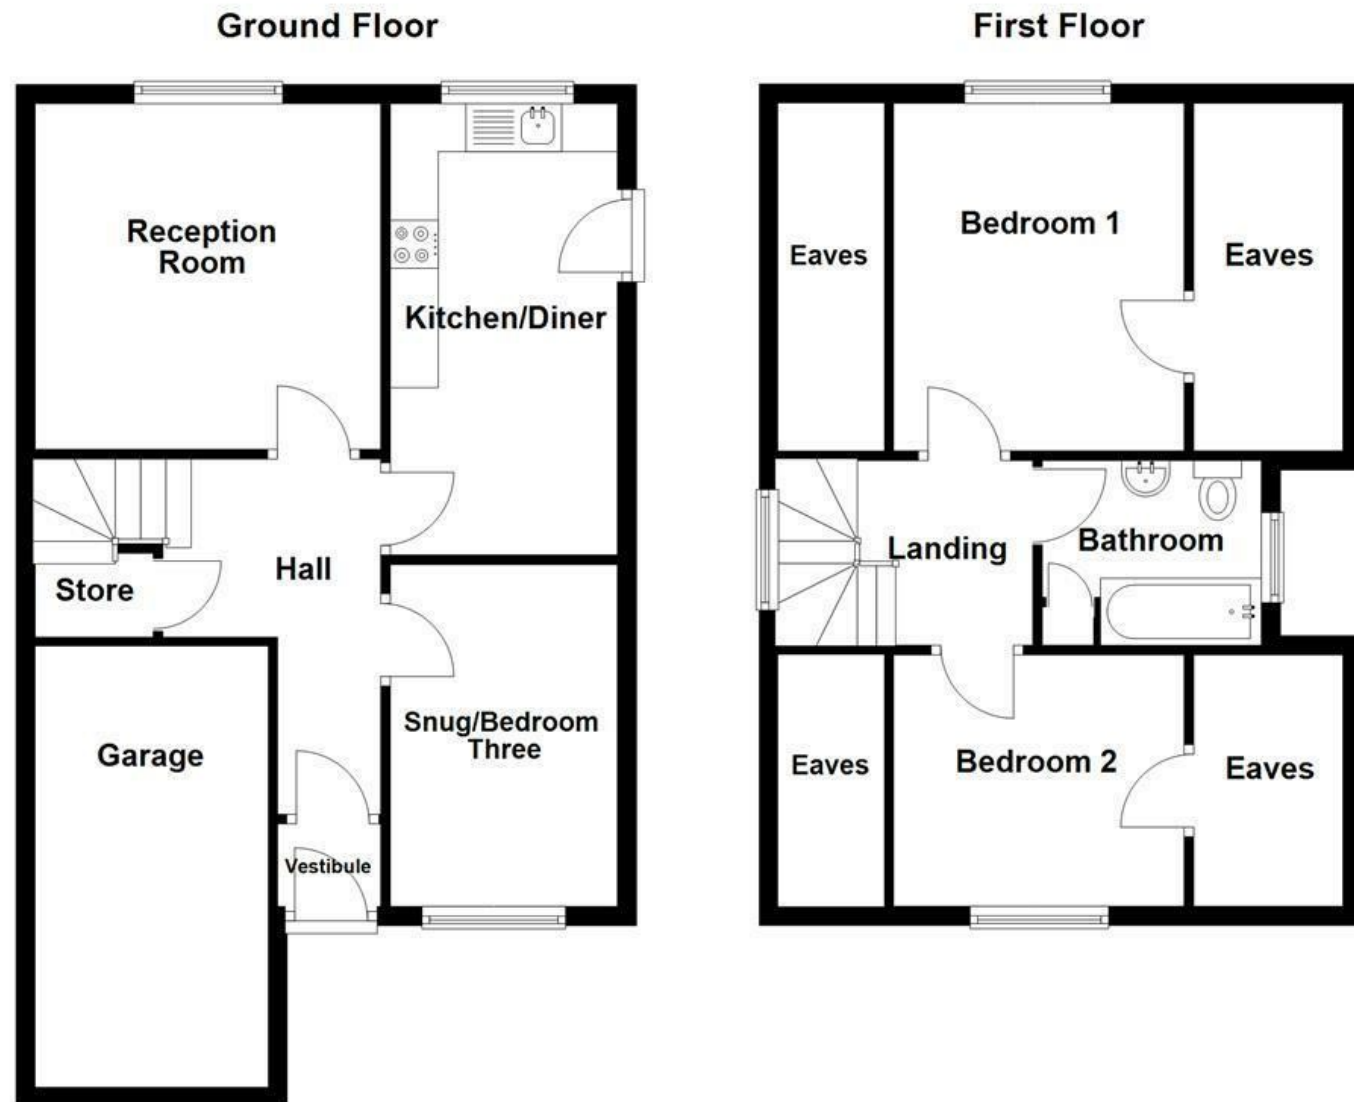 Ground Floor
Reception
Room
Kitchen/Diner
Hall
Store
Snug/Bedroom
Three
Garage
Vestibule
First Floor
Bedroom 1
Eaves
Eaves
Landing
Bathroom
Eaves
Bedroom 2
Eaves